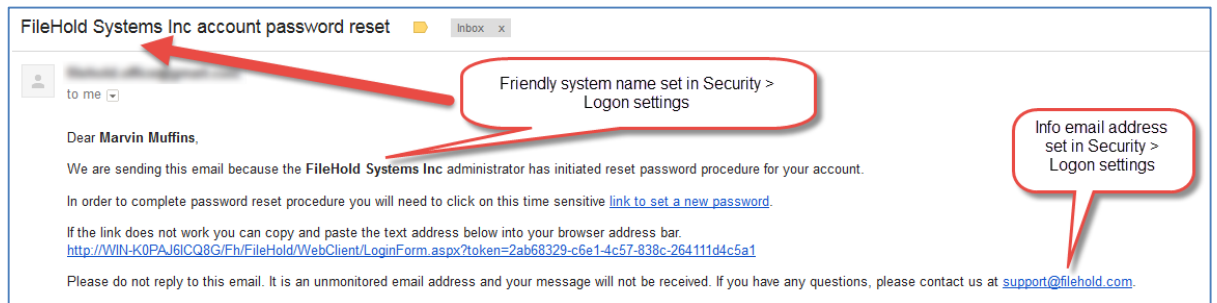 FileHold Systems Inc account password reset
Inbox x
to me
Friendly system name set in Security >
Logon settings
Info email address
set in Security >
Logon settings
Dear Marvin Muffins,
We are sending this email because the FileHold Systems Inc administrator has initiated reset password procedure for your account.
In order to complete password reset procedure you will need to click on this time sensitive link to set a new password.
If the link does not work you can copy and paste the text address below into your browser address bar.
http://WIN-K0PAJ6ICQ8G/Fh/FileHold/WebClient/LoginForm.aspx?token=2ab68329-c6e1-4c57-838c-264111d4c5a1
Please do not reply to this email. It is an unmonitored email address and your message will not be received. If you have any questions, please contact us at support@filehold.com.